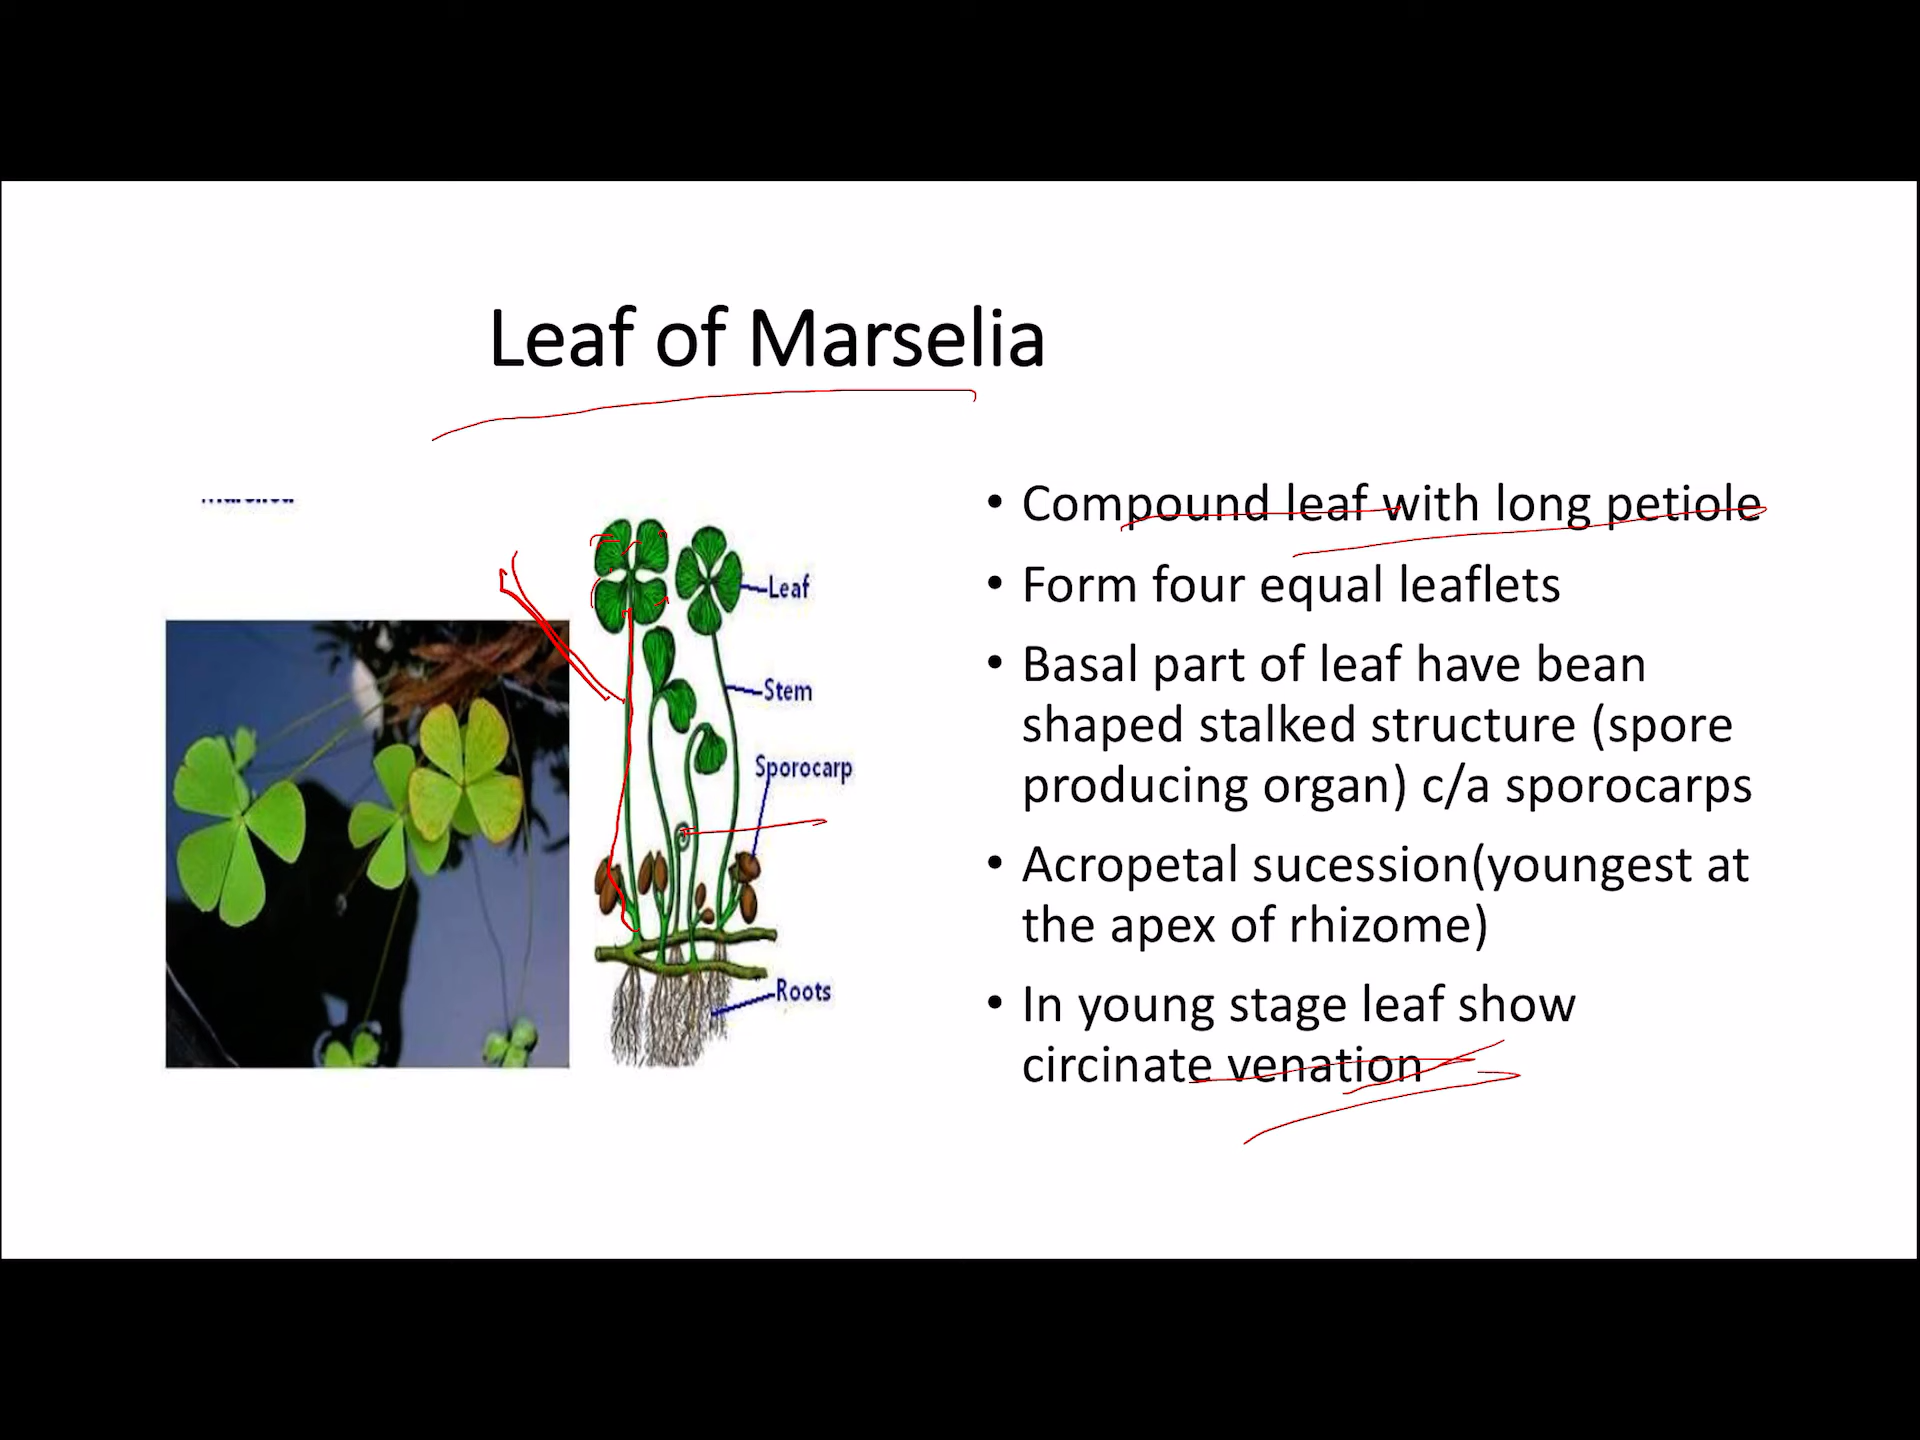 Leaf of Marselia
Leaf
Stem
Sporocarp
Roots
• Compound leaf with long petiole
• Form four equal leaflets
• Basal part of leaf have bean
shaped stalked structure (spore
producing organ) c/a sporocarps
• Acropetal sucession(youngest at
the apex of rhizome)
• In young stage leaf show
circinate venation